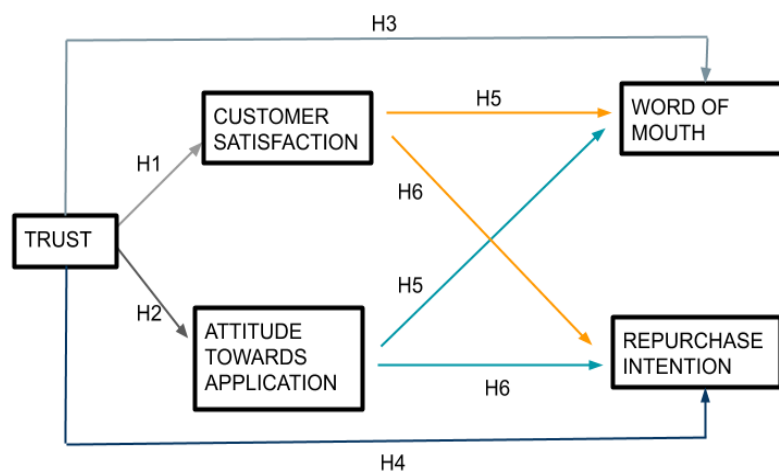 H3
CUSTOMER
SATISFACTION
H5
WORD OF
MOUTH
H1
H6
TRUST
H2
H5
ATTITUDE
TOWARDS
APPLICATION
REPURCHASE
INTENTION
H6
H4